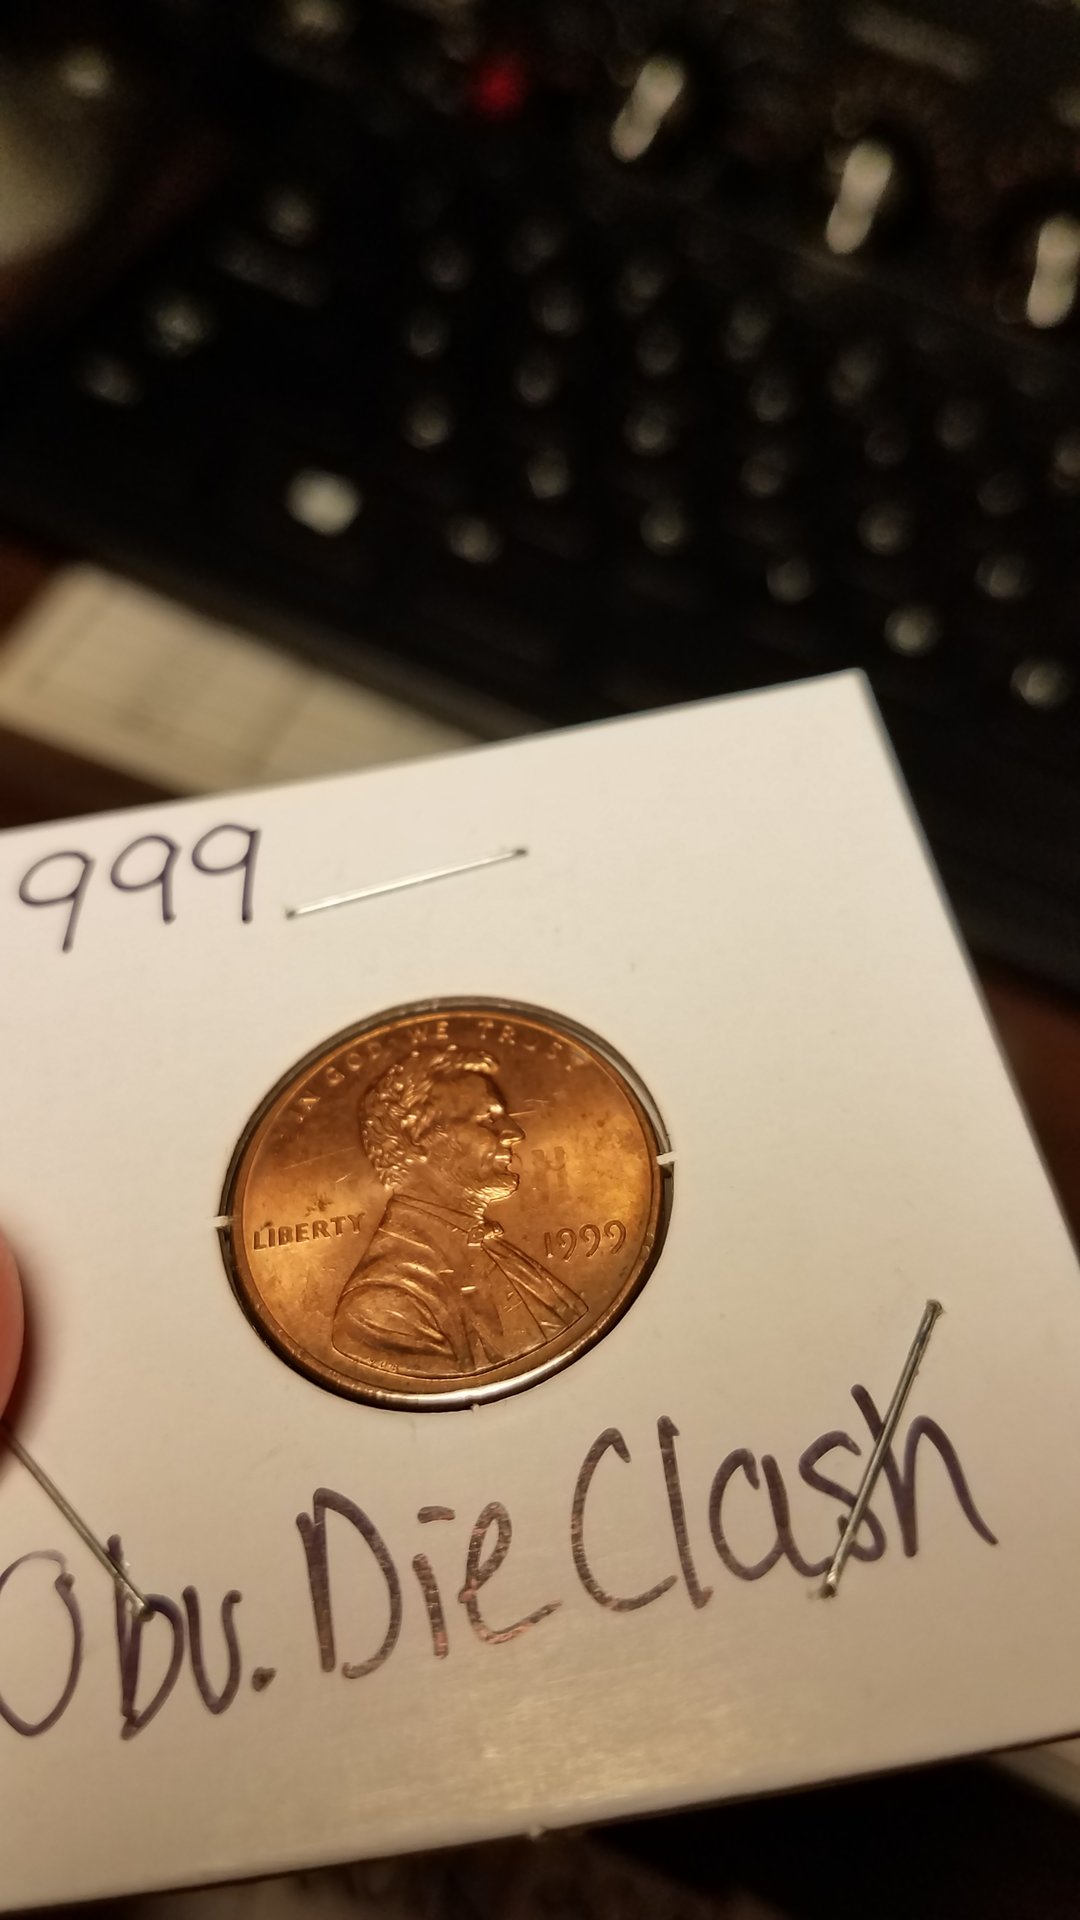 999
IN GOD WE TRUST
LIBERTY
1999
Obv. Die Clash